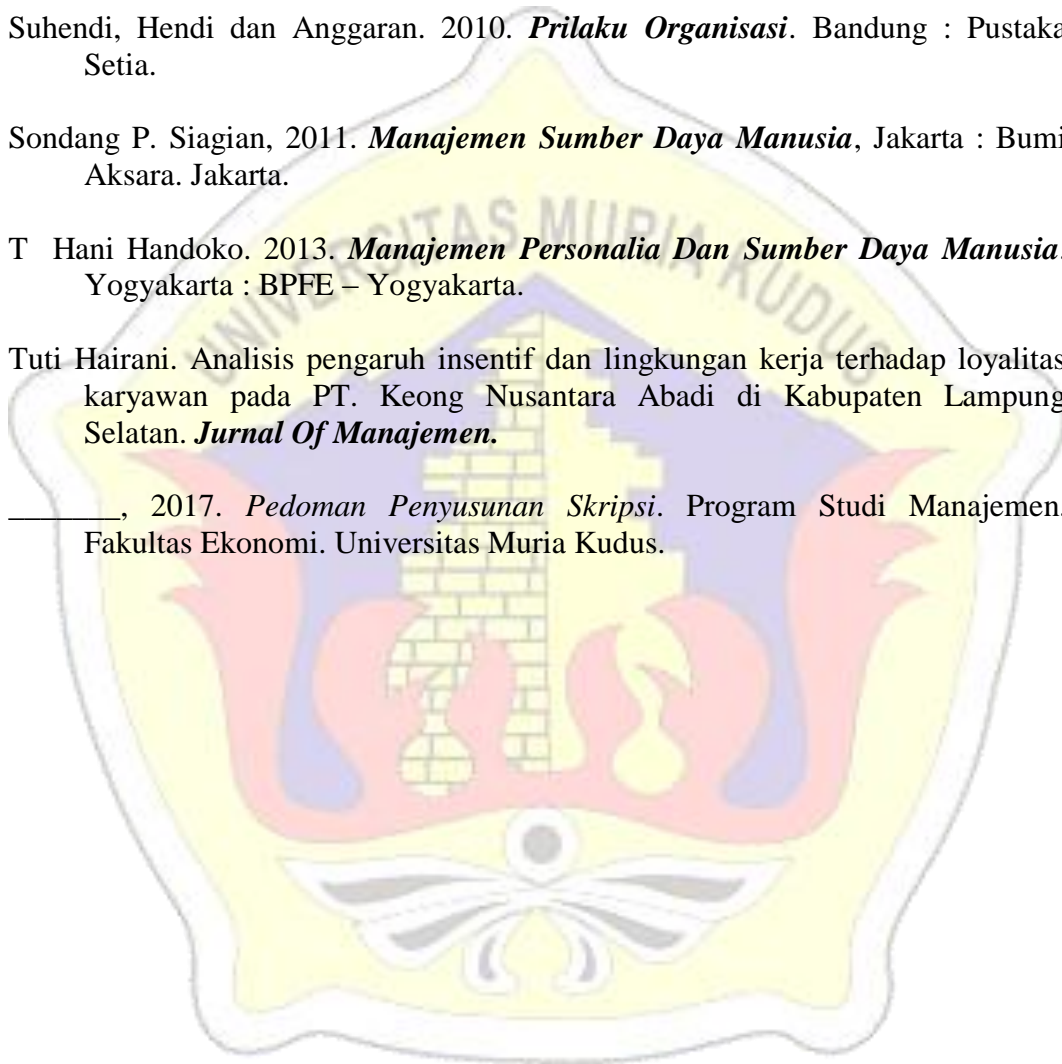 Suhendi, Hendi dan Anggaran. 2010. Prilaku Organisasi. Bandung : Pustaka
Setia.
Sondang P. Siagian, 2011. Manajemen Sumber Daya Manusia, Jakarta : Bumi
Aksara. Jakarta.
T Hani Handoko. 2013. Manajemen Personalia Dan Sumber Daya Manusia.
Yogyakarta : BPFE – Yogyakarta.
Tuti Hairani. Analisis pengaruh insentif dan lingkungan kerja terhadap loyalitas
karyawan pada PT. Keong Nusantara Abadi di Kabupaten Lampung
Selatan. Jurnal Of Manajemen.
_______, 2017. Pedoman Penyusunan Skripsi. Program Studi Manajemen.
Fakultas Ekonomi. Universitas Muria Kudus.
UNIVERSITAS MURIA KUDUS